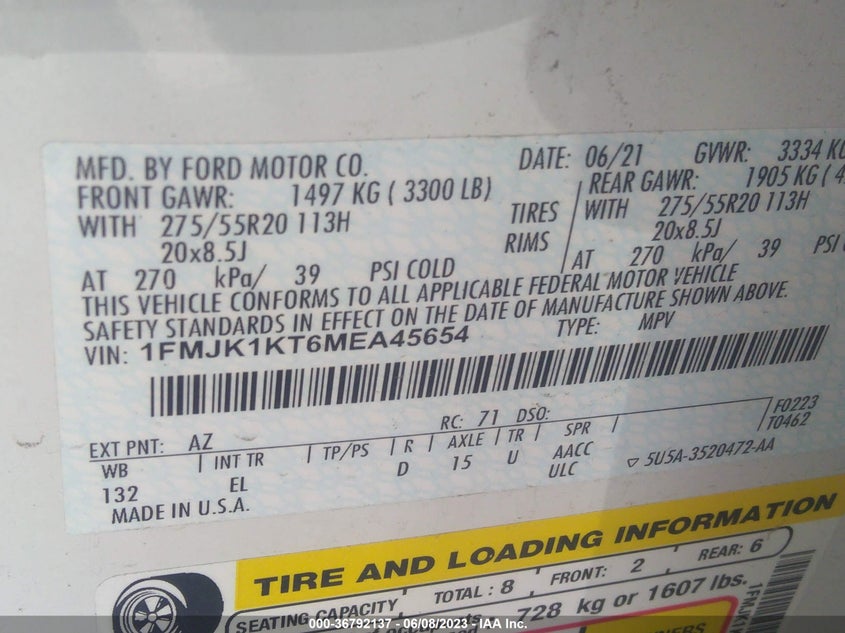 MFD. BY FORD MOTOR CO.
DATE: 06/21 GVWR: 3334 KG
FRONT GAWR: 1497 KG ( 3300 LB)
REAR GAWR: 1905 KG (
WITH 275/55R20 113H TIRES
WITH 275/55R20 113H
20x8.5J RIMS
20x8.5J
AT 270 kPa/ 39 PSI COLD
AT 270 kPa/ 39 PSI
THIS VEHICLE CONFORMS TO ALL APPLICABLE FEDERAL MOTOR VEHICLE
SAFETY STANDARDS IN EFFECT ON THE DATE OF MANUFACTURE SHOWN ABOVE.
VIN: 1FMJK1KT6MEA45654
TYPE: MPV
F0223
T0462
RC: 71 DSO:
EXT PNT: AZ
WB INT TR TP/PS R AXLE TR SPR
132 EL D 15 U AACC
ULC
5U5A-3520472-AA
MADE IN U.S.A.
TIRE AND LOADING INFORMATION
SEATING CAPACITY TOTAL : 8 FRONT: 2 REAR: 6
728 kg or 1607 lbs.
1FMJK1
000-36792137 - 06/08/2023 - IAA Inc.